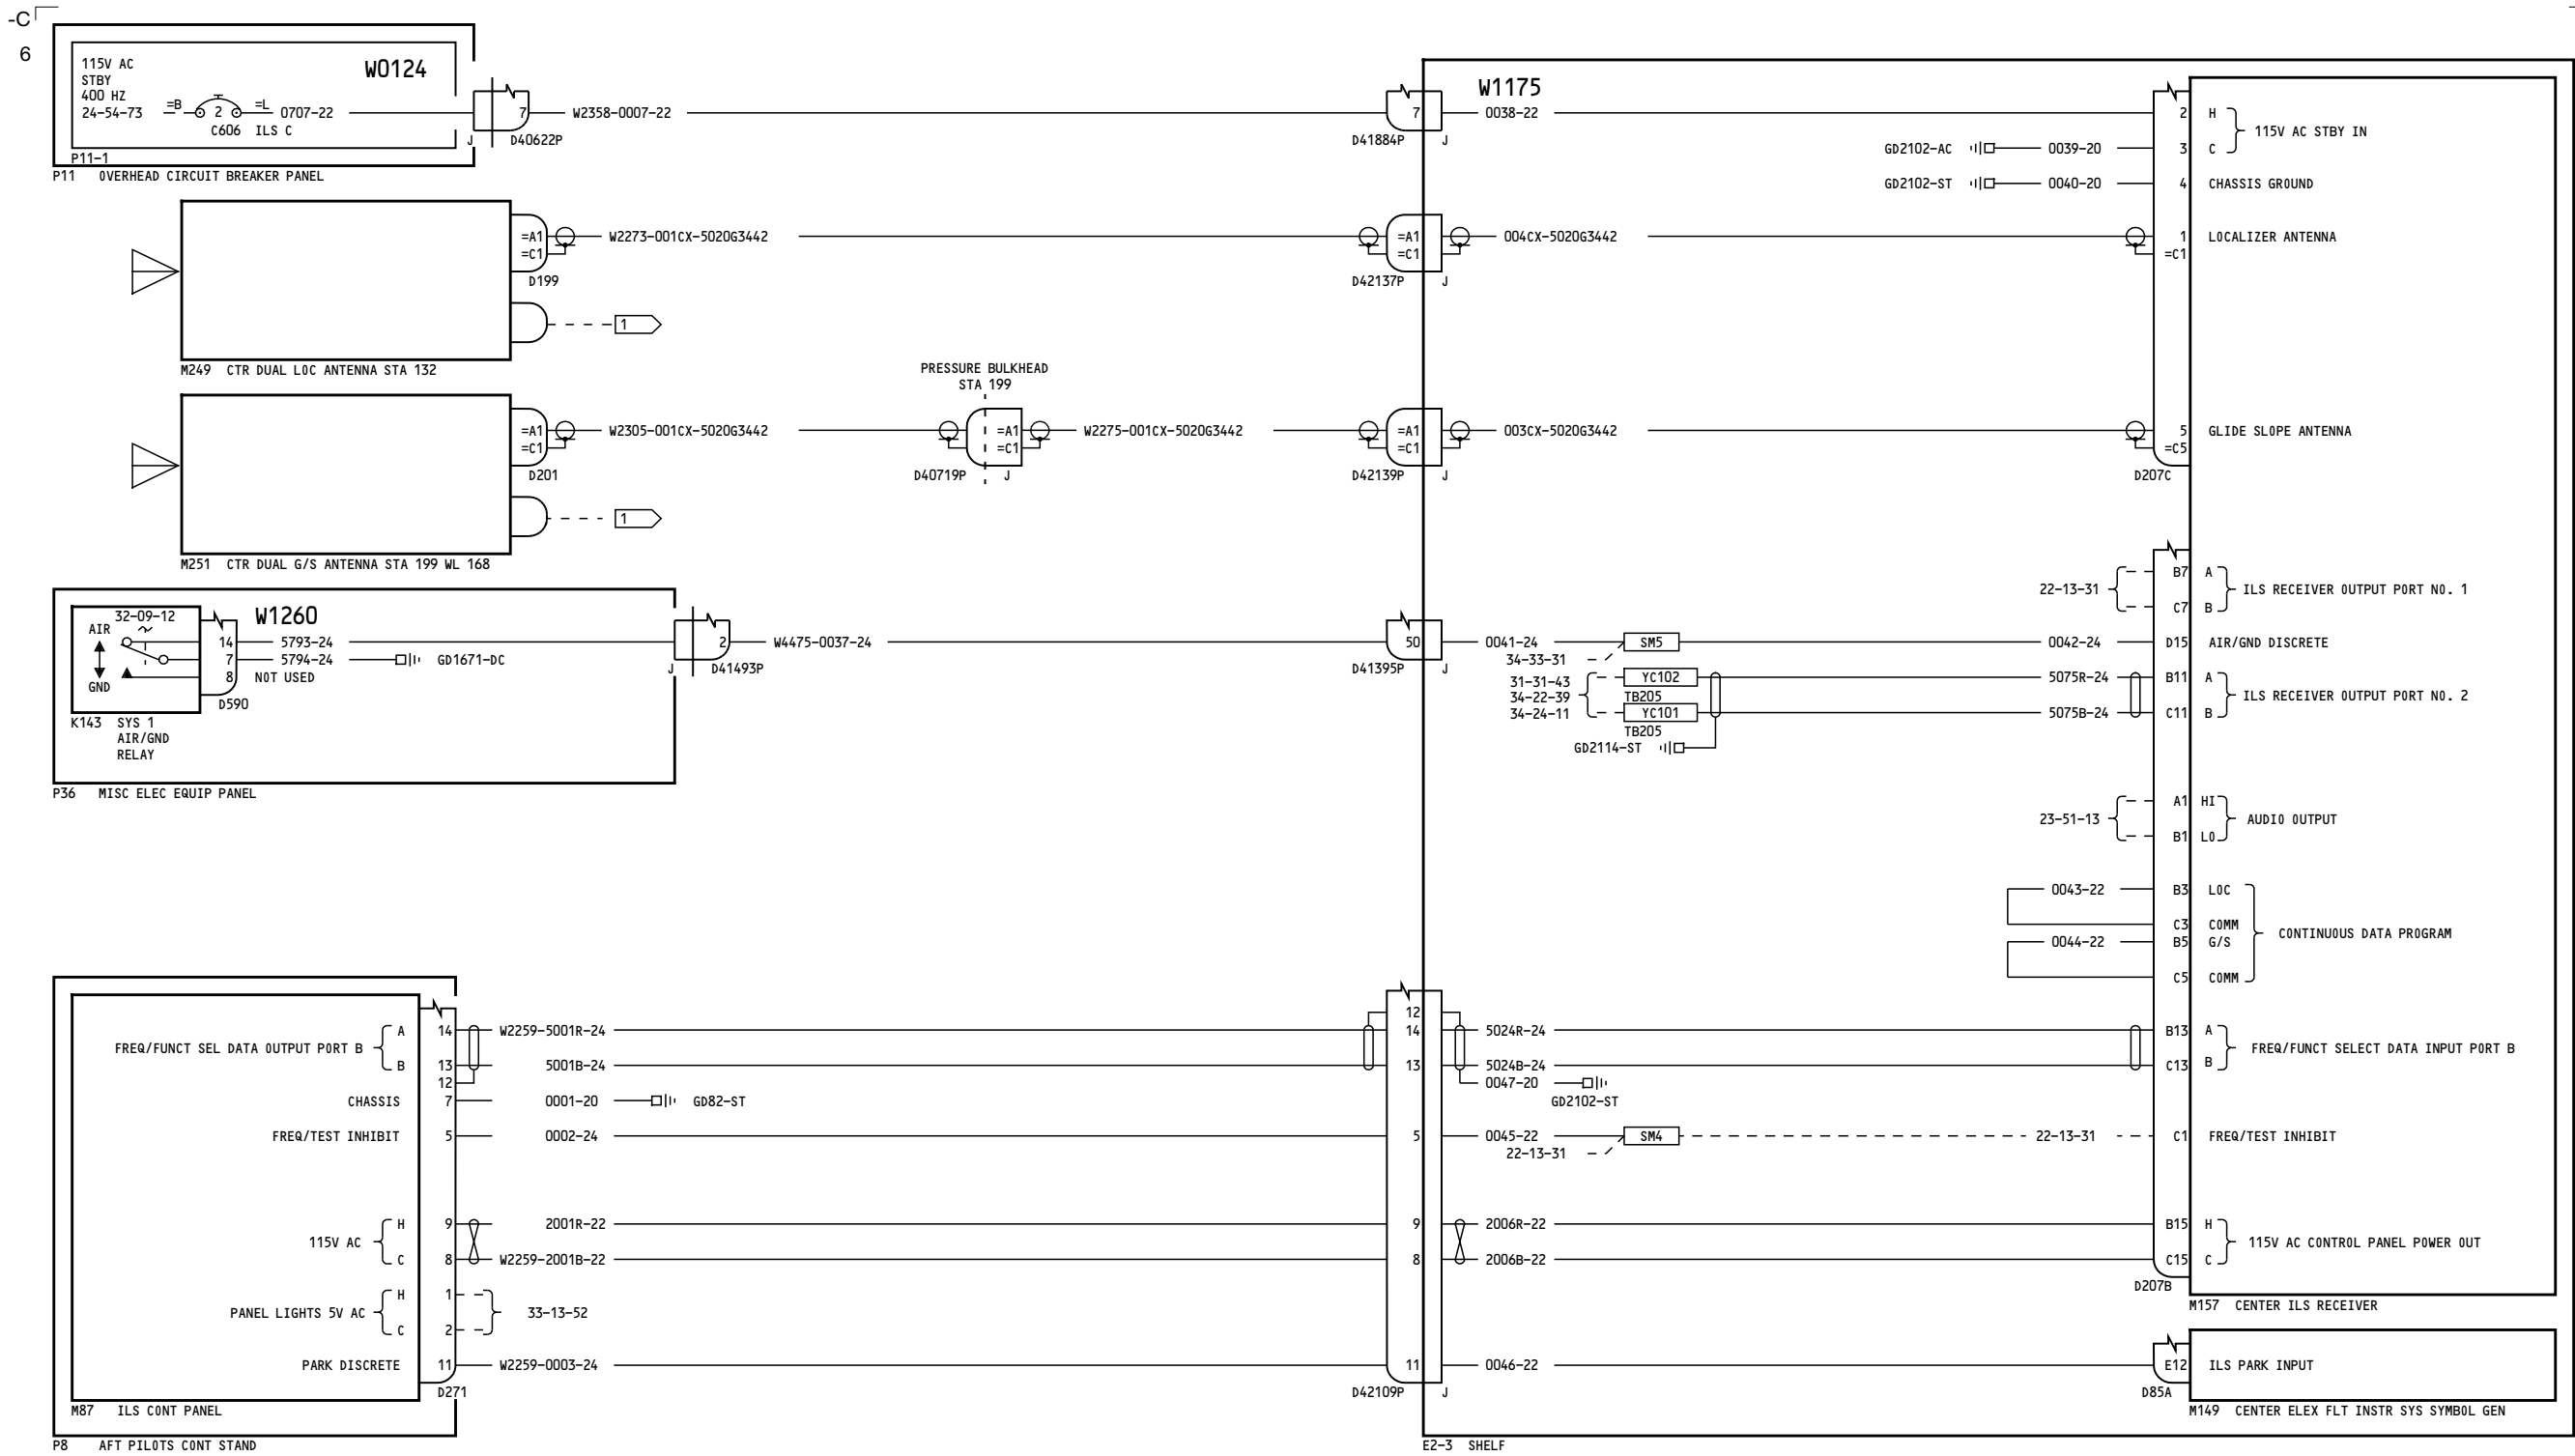 -C
6
115V AC
STBY
400 HZ
24-54-73
=B
2
=L
0707-22
C606 ILS C
W0124
P11-1
P11 OVERHEAD CIRCUIT BREAKER PANEL
J
7
D40622P
W2358-0007-22
7
D41884P
J
W1175
0038-22
2 H
115V AC STBY IN
GD2102-AC
0039-20
3 C
GD2102-ST
0040-20
4 CHASSIS GROUND
=A1
=C1
D199
W2273-001CX-5020G3442
=A1
=C1
D42137P
J
004CX-5020G3442
1 LOCALIZER ANTENNA
=C1
1
M249 CTR DUAL LOC ANTENNA STA 132
PRESSURE BULKHEAD
STA 199
=A1
=C1
D201
W2305-001CX-5020G3442
=A1
=C1
D40719P
J
W2275-001CX-5020G3442
=A1
=C1
D42139P
J
003CX-5020G3442
5 GLIDE SLOPE ANTENNA
=C5
D207C
1
M251 CTR DUAL G/S ANTENNA STA 199 WL 168
22-13-31
B7 A
C7 B
ILS RECEIVER OUTPUT PORT NO. 1
32-09-12
AIR
GND
W1260
14 5793-24
7 5794-24
GD1671-DC
8 NOT USED
D590
K143 SYS 1
AIR/GND
RELAY
P36 MISC ELEC EQUIP PANEL
J
2
D41493P
W4475-0037-24
50
D41395P
J
0041-24
SM5
34-33-31
0042-24
D15 AIR/GND DISCRETE
31-31-43
34-22-39
34-24-11
YC102
TB205
YC101
TB205
GD2114-ST
5075R-24
B11 A
5075B-24
C11 B
ILS RECEIVER OUTPUT PORT NO. 2
23-51-13
A1 HI
B1 LO
AUDIO OUTPUT
0043-22
B3 LOC
C3 COMM
0044-22
B5 G/S
C5 COMM
CONTINUOUS DATA PROGRAM
FREQ/FUNCT SEL DATA OUTPUT PORT B
A
B
14
13
12
W2259-5001R-24
5001B-24
12
14
13
5024R-24
5024B-24
0047-20
GD2102-ST
B13 A
C13 B
FREQ/FUNCT SELECT DATA INPUT PORT B
CHASSIS 7 0001-20
GD82-ST
FREQ/TEST INHIBIT 5 0002-24
5
0045-22
SM4
22-13-31
22-13-31
C1 FREQ/TEST INHIBIT
115V AC
H
C
9
8
2001R-22
W2259-2001B-22
9
8
2006R-22
2006B-22
B15 H
C15 C
115V AC CONTROL PANEL POWER OUT
D207B
M157 CENTER ILS RECEIVER
PANEL LIGHTS 5V AC
H
C
1
2
33-13-52
PARK DISCRETE 11 W2259-0003-24
D271
M87 ILS CONT PANEL
P8 AFT PILOTS CONT STAND
11
D42109P
J
0046-22
E12 ILS PARK INPUT
D85A
M149 CENTER ELEX FLT INSTR SYS SYMBOL GEN
E2-3 SHELF